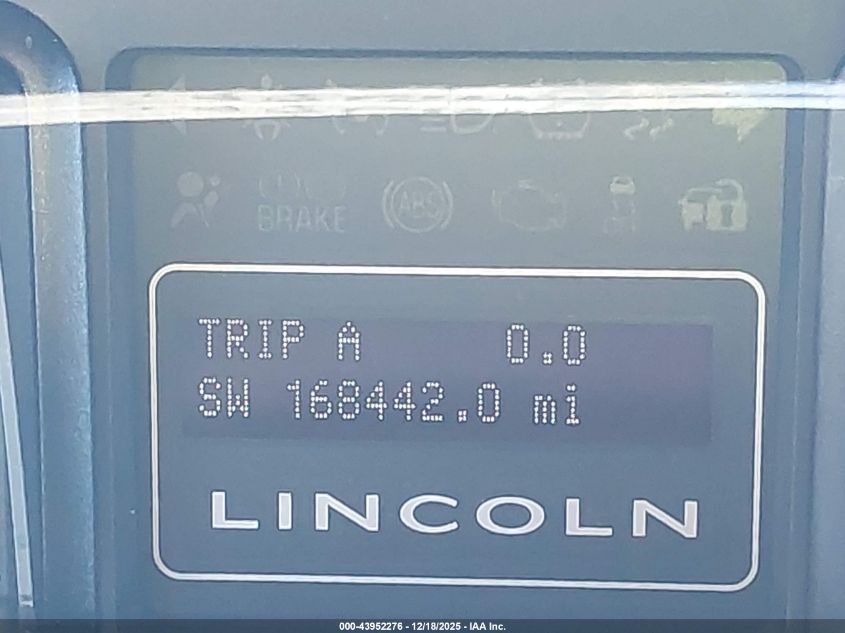 BRAKE
ABS
TRIP A 0.0
SW 168442.0 mi
LINCOLN
000-43952276 - 12/18/2025 - IAA Inc.